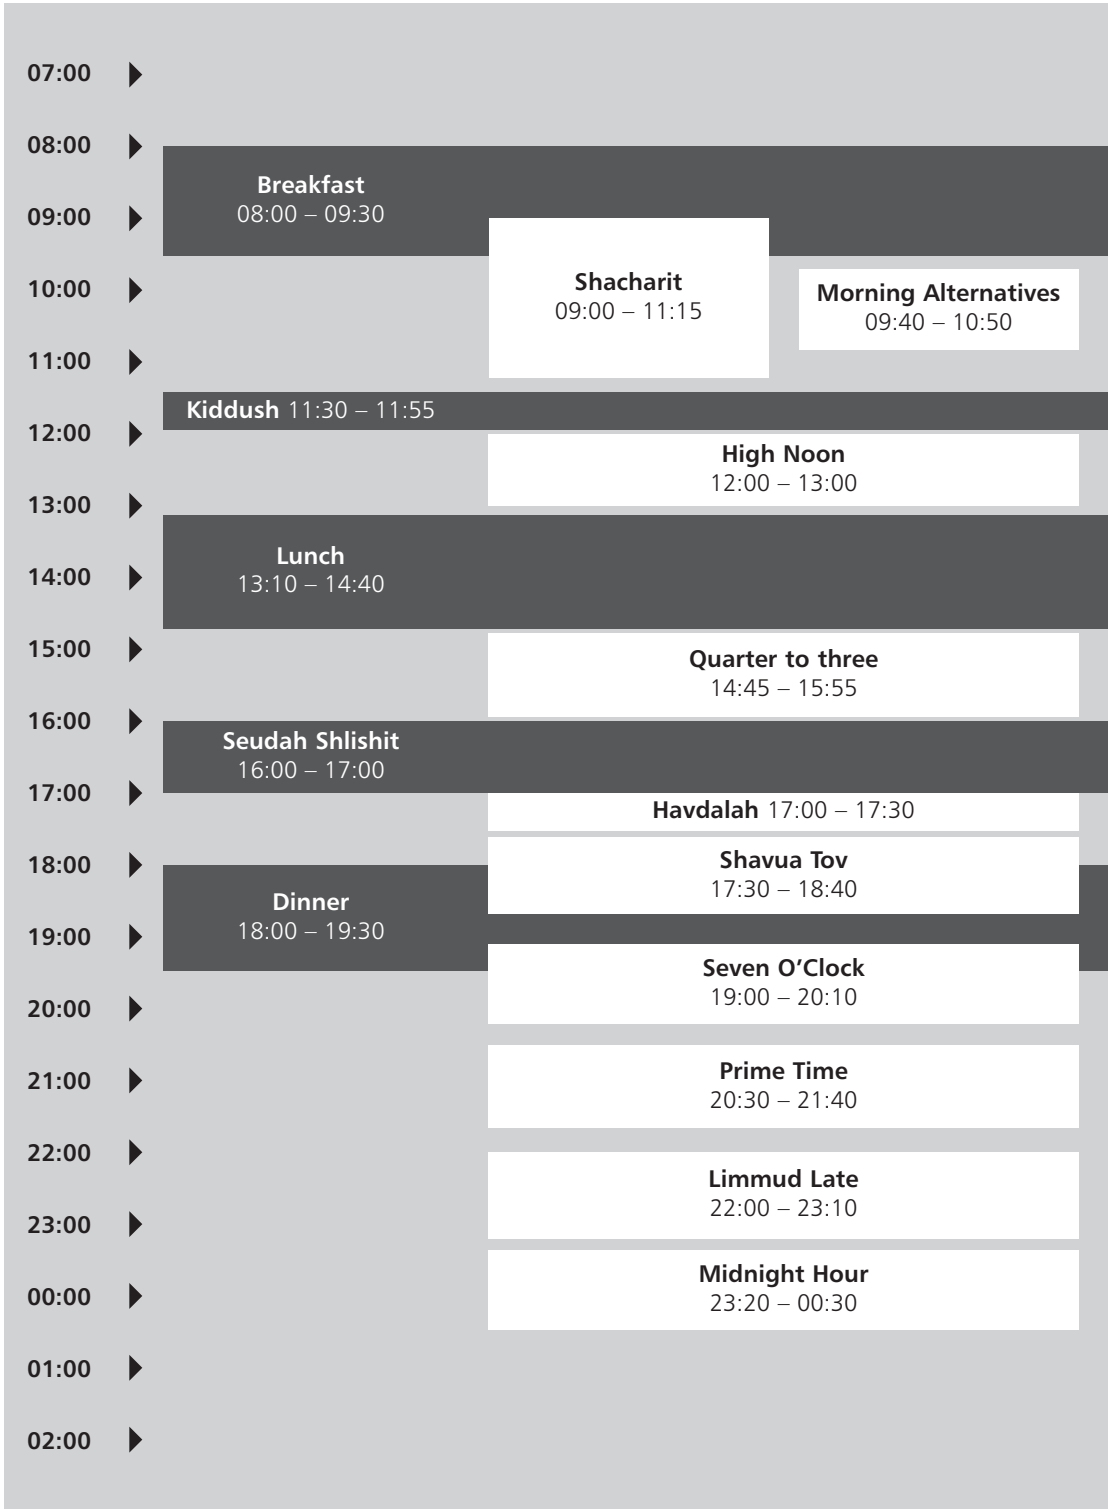 07:00
08:00
Breakfast
08:00 – 09:30
09:00
Shacharit
09:00 – 11:15
10:00
Morning Alternatives
09:40 – 10:50
11:00
Kiddush 11:30 – 11:55
12:00
High Noon
12:00 – 13:00
13:00
Lunch
13:10 – 14:40
14:00
15:00
Quarter to three
14:45 – 15:55
16:00
Seudah Shlishit
16:00 – 17:00
17:00
Havdalah 17:00 – 17:30
18:00
Shavua Tov
17:30 – 18:40
Dinner
18:00 – 19:30
19:00
Seven O’Clock
19:00 – 20:10
20:00
21:00
Prime Time
20:30 – 21:40
22:00
Limmud Late
22:00 – 23:10
23:00
Midnight Hour
23:20 – 00:30
00:00
01:00
02:00